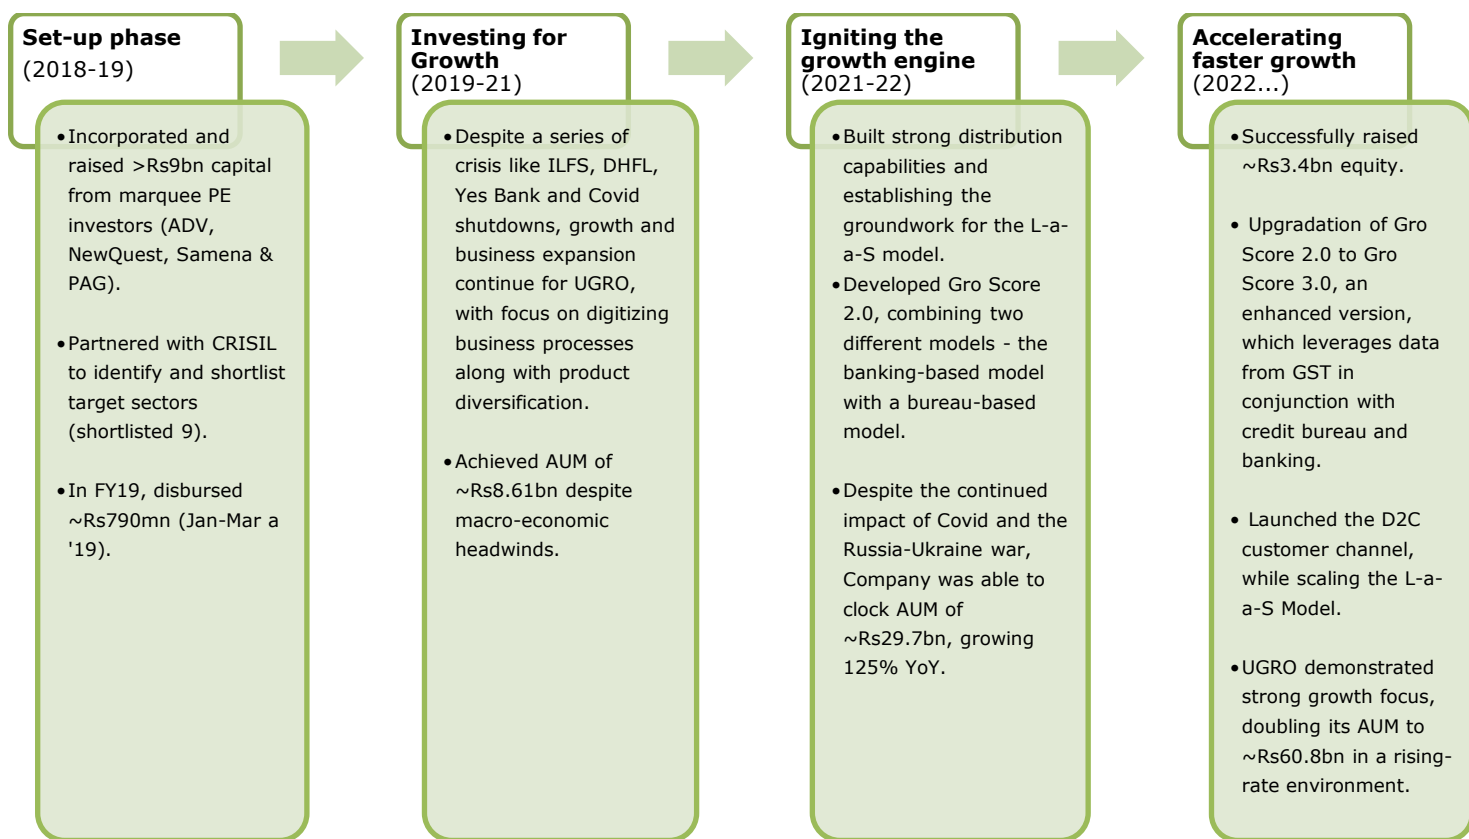 Set-up phase
(2018-19)
•Incorporated and
raised >Rs9bn capital
from marquee PE
investors (ADV,
NewQuest, Samena &
PAG).
•Partnered with CRISIL
to identify and shortlist
target sectors
(shortlisted 9).
•In FY19, disbursed
~Rs790mn (Jan-Mar a
'19).
Investing for
Growth
(2019-21)
•Despite a series of
crisis like ILFS, DHFL,
Yes Bank and Covid
shutdowns, growth and
business expansion
continue for UGRO,
with focus on digitizing
business processes
along with product
diversification.
•Achieved AUM of
~Rs8.61bn despite
macro-economic
headwinds.
Igniting the
growth engine
(2021-22)
•Built strong distribution
capabilities and
establishing the
groundwork for the L-a-
a-S model.
•Developed Gro Score
2.0, combining two
different models - the
banking-based model
with a bureau-based
model.
•Despite the continued
impact of Covid and the
Russia-Ukraine war,
Company was able to
clock AUM of
~Rs29.7bn, growing
125% YoY.
Accelerating
faster growth
(2022...)
•Successfully raised
~Rs3.4bn equity.
• Upgradation of Gro
Score 2.0 to Gro
Score 3.0, an
enhanced version,
which leverages data
from GST in
conjunction with
credit bureau and
banking.
• Launched the D2C
customer channel,
while scaling the L-a-
a-S Model.
•UGRO demonstrated
strong growth focus,
doubling its AUM to
~Rs60.8bn in a rising-
rate environment.